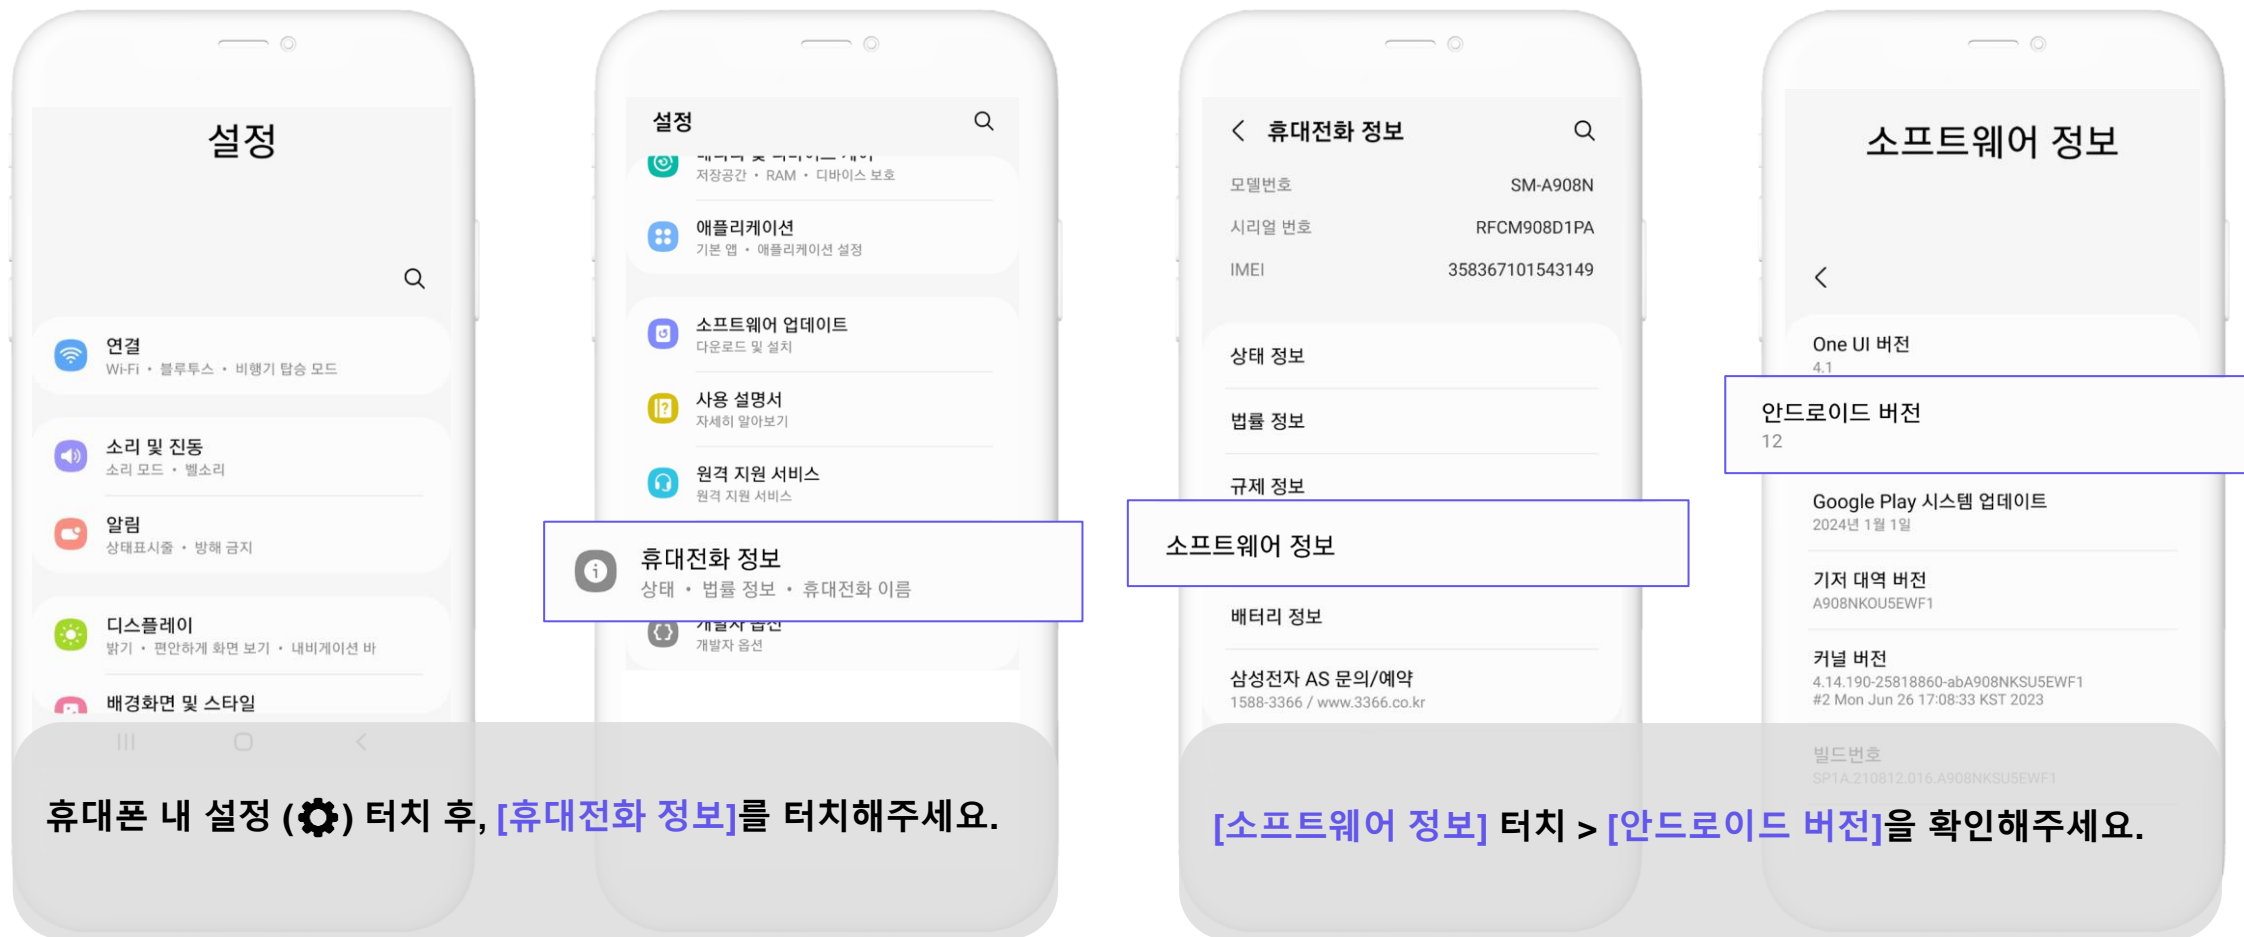 설정
연결
Wi-Fi • 블루투스 • 비행기 탑승 모드
소리 및 진동
소리 모드 • 벨소리
알림
상태표시줄 • 방해 금지
디스플레이
밝기 • 편안하게 화면 보기 • 내비게이션 바
배경화면 및 스타일
설정
저장공간 • RAM • 디바이스 보호
애플리케이션
기본 앱 • 애플리케이션 설정
소프트웨어 업데이트
다운로드 및 설치
사용 설명서
자세히 알아보기
원격 지원 서비스
원격 지원 서비스
휴대전화 정보
상태 • 법률 정보 • 휴대전화 이름
개발자 옵션
개발자 옵션
휴대폰 내 설정 (⚙) 터치 후, [휴대전화 정보]를 터치해주세요.
휴대전화 정보
모델번호 SM-A908N
시리얼 번호 RFCM908D1PA
IMEI 358367101543149
상태 정보
법률 정보
규제 정보
소프트웨어 정보
배터리 정보
삼성전자 AS 문의/예약
1588-3366 / www.3366.co.kr
소프트웨어 정보
One UI 버전
4.1
안드로이드 버전
12
Google Play 시스템 업데이트
2024년 1월 1일
기저 대역 버전
A908NKOU5EWF1
커널 버전
4.14.190-25818860-abA908NKSU5EWF1
#2 Mon Jun 26 17:08:33 KST 2023
빌드번호
SP1A.210812.016.A908NKSU5EWF1
[소프트웨어 정보] 터치 > [안드로이드 버전]을 확인해주세요.